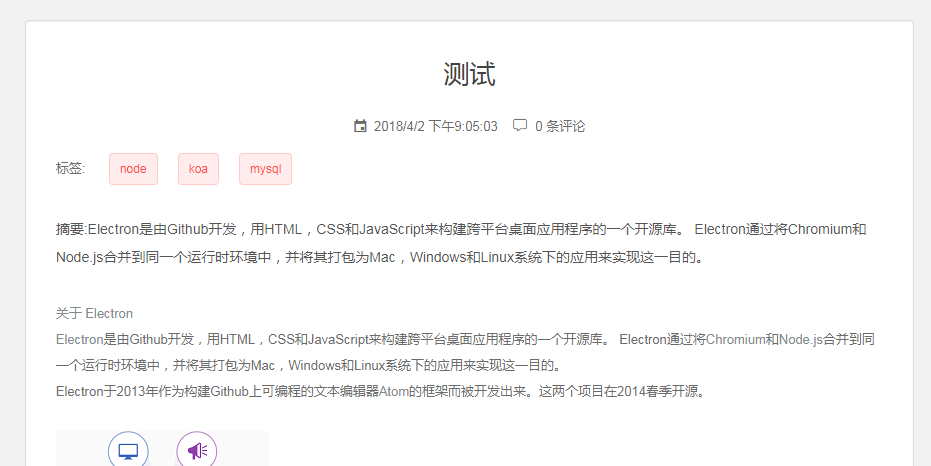 测试
2018/4/2 下午9:05:03 0 条评论
标签: node koa mysql
摘要:Electron是由Github开发，用HTML，CSS和JavaScript来构建跨平台桌面应用程序的一个开源库。 Electron通过将Chromium和
Node.js合并到同一个运行时环境中，并将其打包为Mac，Windows和Linux系统下的应用来实现这一目的。
关于 Electron
Electron是由Github开发，用HTML，CSS和JavaScript来构建跨平台桌面应用程序的一个开源库。 Electron通过将Chromium和Node.js合并到同
一个运行时环境中，并将其打包为Mac，Windows和Linux系统下的应用来实现这一目的。
Electron于2013年作为构建Github上可编程的文本编辑器Atom的框架而被开发出来。这两个项目在2014春季开源。